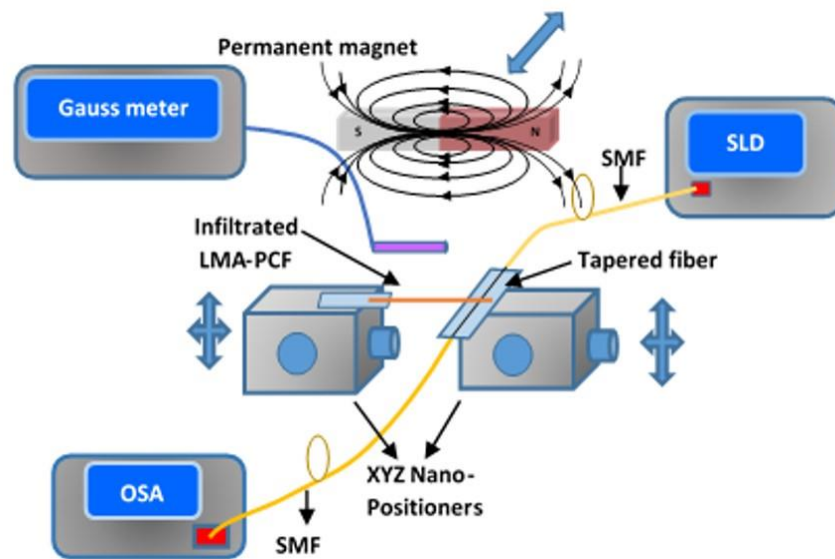 Permanent magnet
Gauss meter
S
N
SLD
SMF
Infiltrated
LMA-PCF
Tapered fiber
XYZ Nano-
Positioners
OSA
SMF